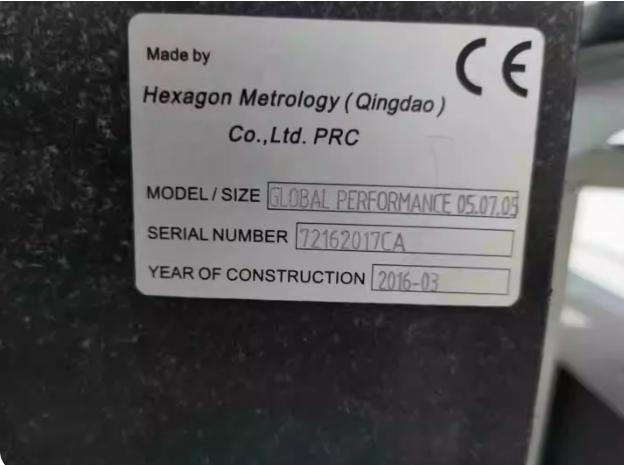 Made by
CE
Hexagon Metrology (Qingdao)
Co.,Ltd. PRC
MODEL / SIZE GLOBAL PERFORMANCE 05.07.05
SERIAL NUMBER 72162017CA
YEAR OF CONSTRUCTION 2016-03